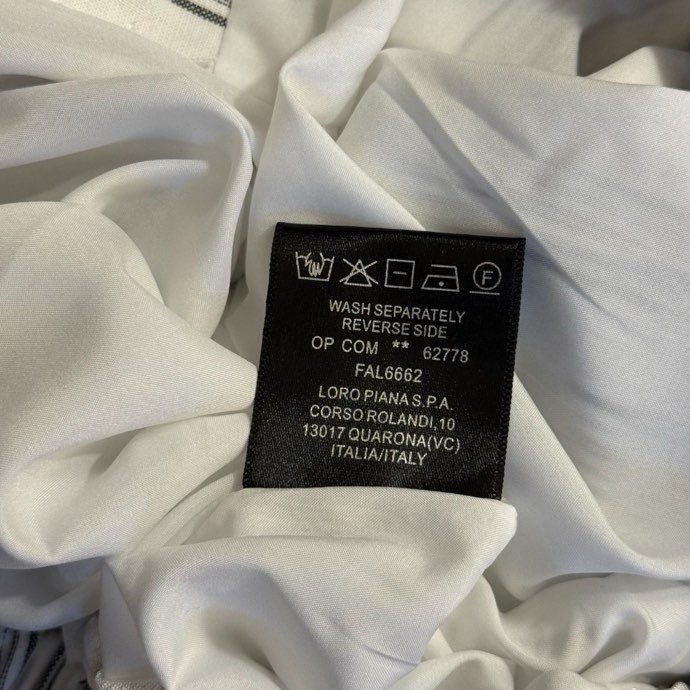 F
WASH SEPARATELY
REVERSE SIDE
OP COM ** 62778
FAL6662
LORO PIANA S.P.A.
CORSO ROLANDI,10
13017 QUARONA(VC)
ITALIA/ITALY